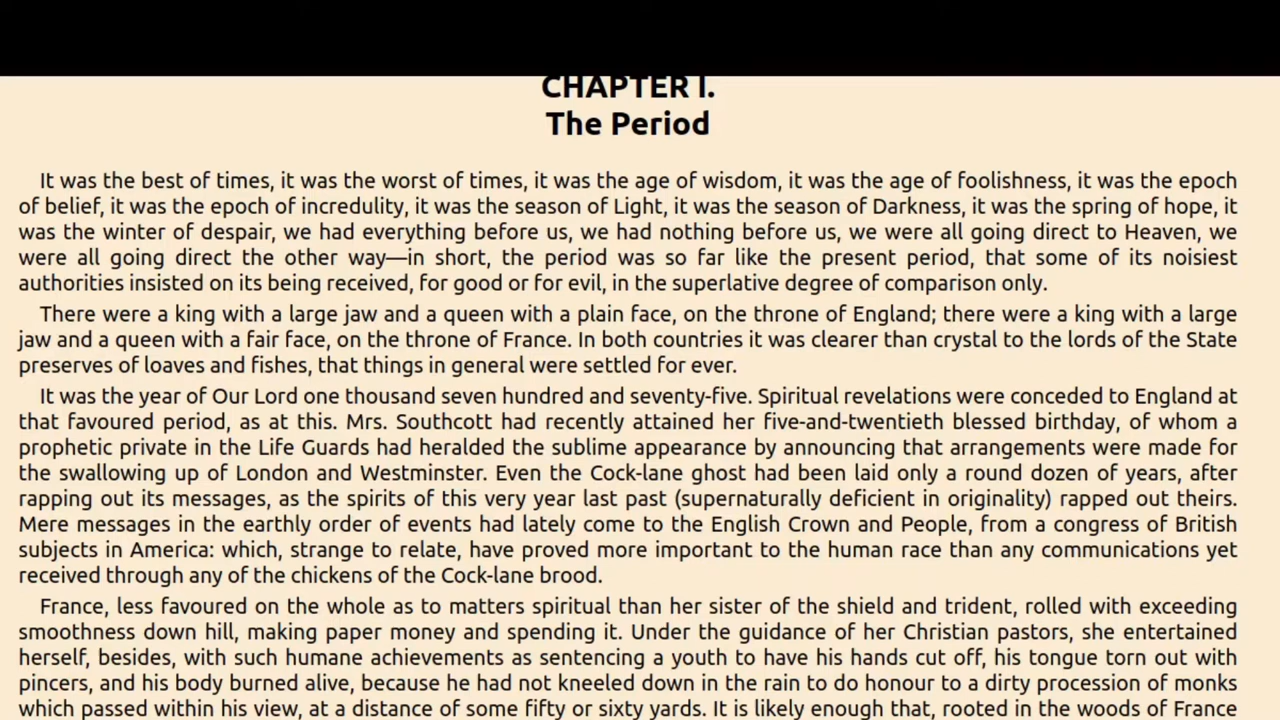 CHAPTER I.
The Period
It was the best of times, it was the worst of times, it was the age of wisdom, it was the age of foolishness, it was the epoch
of belief, it was the epoch of incredulity, it was the season of Light, it was the season of Darkness, it was the spring of hope, it
was the winter of despair, we had everything before us, we had nothing before us, we were all going direct to Heaven, we
were all going direct the other way—in short, the period was so far like the present period, that some of its noisiest
authorities insisted on its being received, for good or for evil, in the superlative degree of comparison only.
There were a king with a large jaw and a queen with a plain face, on the throne of England; there were a king with a large
jaw and a queen with a fair face, on the throne of France. In both countries it was clearer than crystal to the lords of the State
preserves of loaves and fishes, that things in general were settled for ever.
It was the year of Our Lord one thousand seven hundred and seventy-five. Spiritual revelations were conceded to England at
that favoured period, as at this. Mrs. Southcott had recently attained her five-and-twentieth blessed birthday, of whom a
prophetic private in the Life Guards had heralded the sublime appearance by announcing that arrangements were made for
the swallowing up of London and Westminster. Even the Cock-lane ghost had been laid only a round dozen of years, after
rapping out its messages, as the spirits of this very year last past (supernaturally deficient in originality) rapped out theirs.
Mere messages in the earthly order of events had lately come to the English Crown and People, from a congress of British
subjects in America: which, strange to relate, have proved more important to the human race than any communications yet
received through any of the chickens of the Cock-lane brood.
France, less favoured on the whole as to matters spiritual than her sister of the shield and trident, rolled with exceeding
smoothness down hill, making paper money and spending it. Under the guidance of her Christian pastors, she entertained
herself, besides, with such humane achievements as sentencing a youth to have his hands cut off, his tongue torn out with
pincers, and his body burned alive, because he had not kneeled down in the rain to do honour to a dirty procession of monks
which passed within his view, at a distance of some fifty or sixty yards. It is likely enough that, rooted in the woods of France